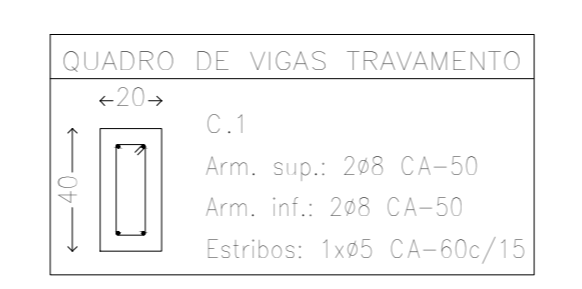 QUADRO DE VIGAS TRAVAMENTO
20
40
C.1
Arm. sup.: 2ø8 CA-50
Arm. inf.: 2ø8 CA-50
Estribos: 1xø5 CA-60c/15